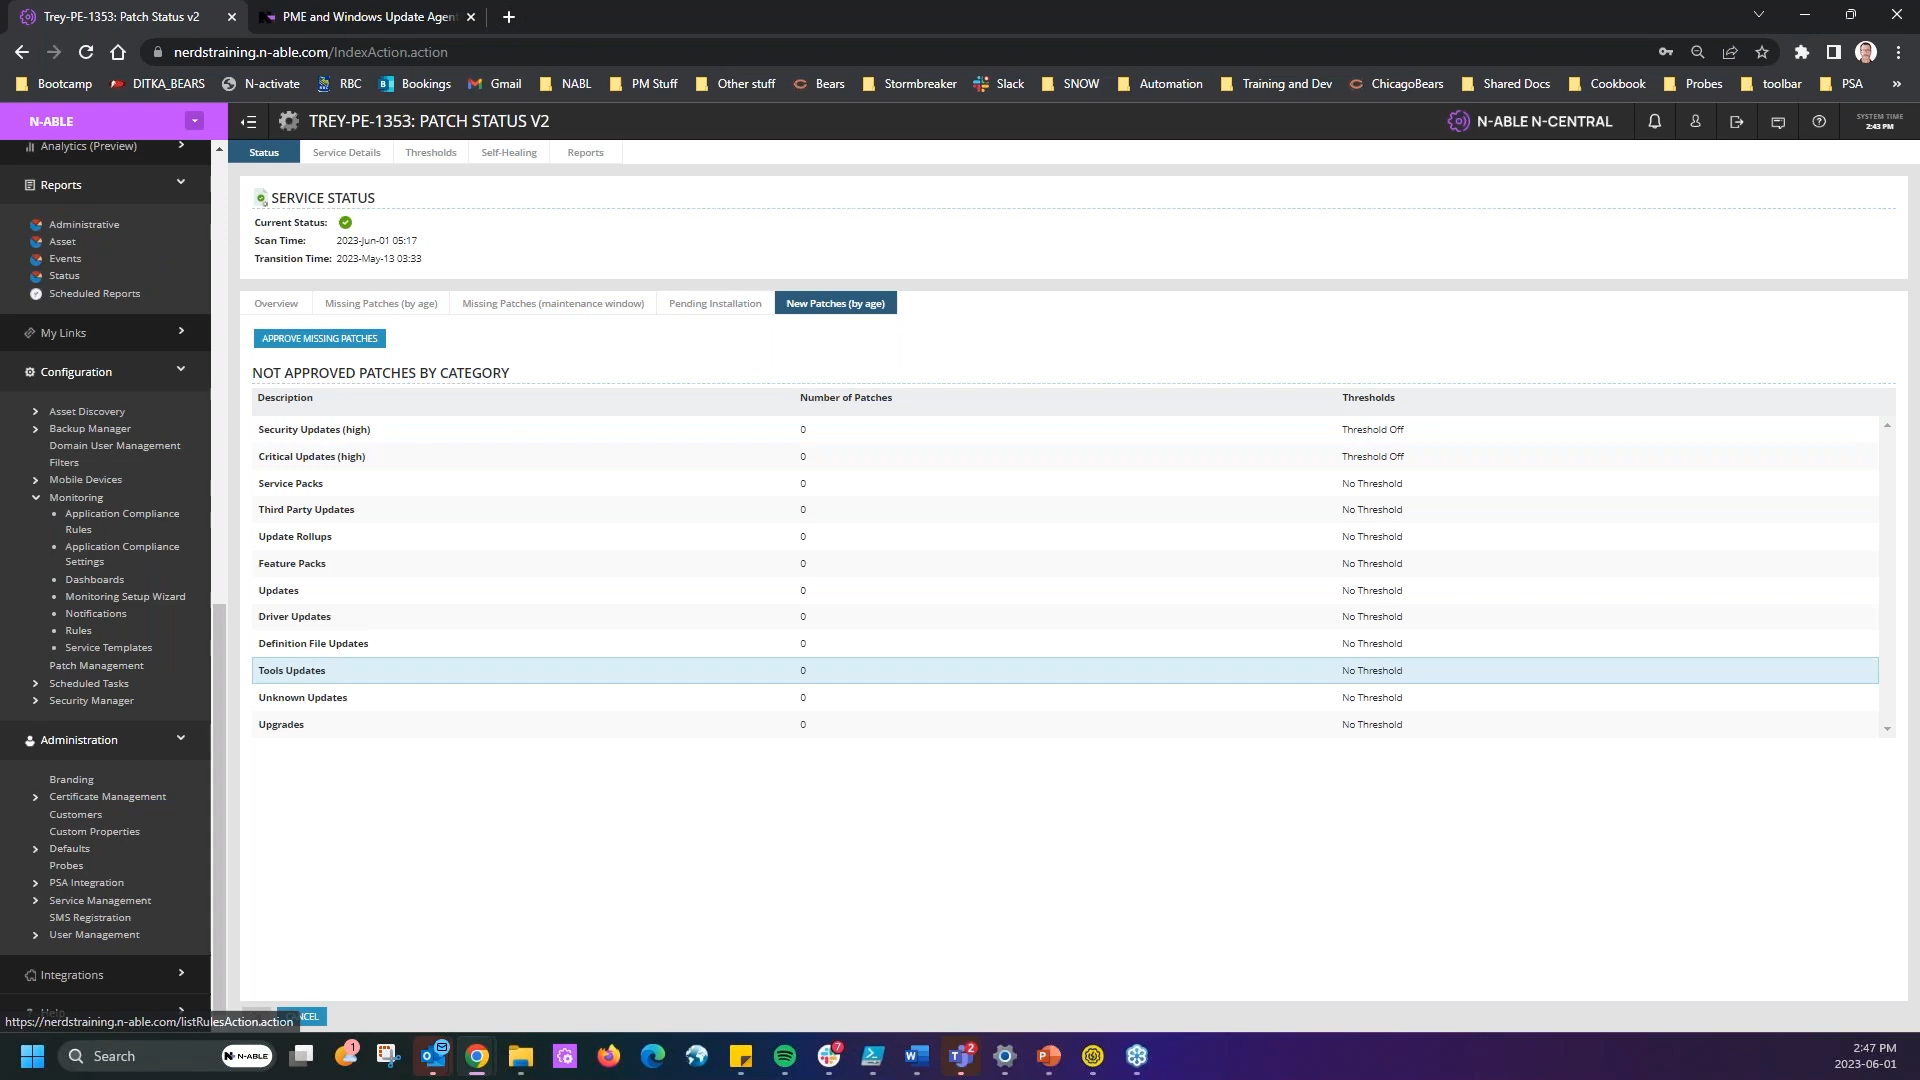 Trey-PE-1353: Patch Status v2
PME and Windows Update Agent
nerdstraining.n-able.com/IndexAction.action
Bootcamp
DITKA_BEARS
N-activate
RBC
Bookings
Gmail
NABL
PM Stuff
Other stuff
Bears
Stormbreaker
Slack
SNOW
Automation
Training and Dev
ChicagoBears
Shared Docs
Cookbook
Probes
toolbar
PSA
»
N-ABLE
TREY-PE-1353: PATCH STATUS V2
N-ABLE N-CENTRAL
SYSTEM TIME
2:43 PM
Analytics (Preview)
Reports
Administrative
Asset
Events
Status
Scheduled Reports
My Links
Configuration
Asset Discovery
Backup Manager
Domain User Management
Filters
Mobile Devices
Monitoring
Application Compliance
Rules
Application Compliance
Settings
Dashboards
Monitoring Setup Wizard
Notifications
Rules
Service Templates
Patch Management
Scheduled Tasks
Security Manager
Administration
Branding
Certificate Management
Customers
Custom Properties
Defaults
Probes
PSA Integration
Service Management
SMS Registration
User Management
Integrations
Help
https://nerdstraining.n-able.com/listRulesAction.action
Status
Service Details
Thresholds
Self-Healing
Reports
SERVICE STATUS
Current Status:
Scan Time: 2023-Jun-01 05:17
Transition Time: 2023-May-13 03:33
Overview
Missing Patches (by age)
Missing Patches (maintenance window)
Pending Installation
New Patches (by age)
APPROVE MISSING PATCHES
NOT APPROVED PATCHES BY CATEGORY
Description Number of Patches Thresholds
Security Updates (high) 0 Threshold Off
Critical Updates (high) 0 Threshold Off
Service Packs 0 No Threshold
Third Party Updates 0 No Threshold
Update Rollups 0 No Threshold
Feature Packs 0 No Threshold
Updates 0 No Threshold
Driver Updates 0 No Threshold
Definition File Updates 0 No Threshold
Tools Updates 0 No Threshold
Unknown Updates 0 No Threshold
Upgrades 0 No Threshold
NCEL
Search
N-ABLE
1
7
2
2:47 PM
2023-06-01